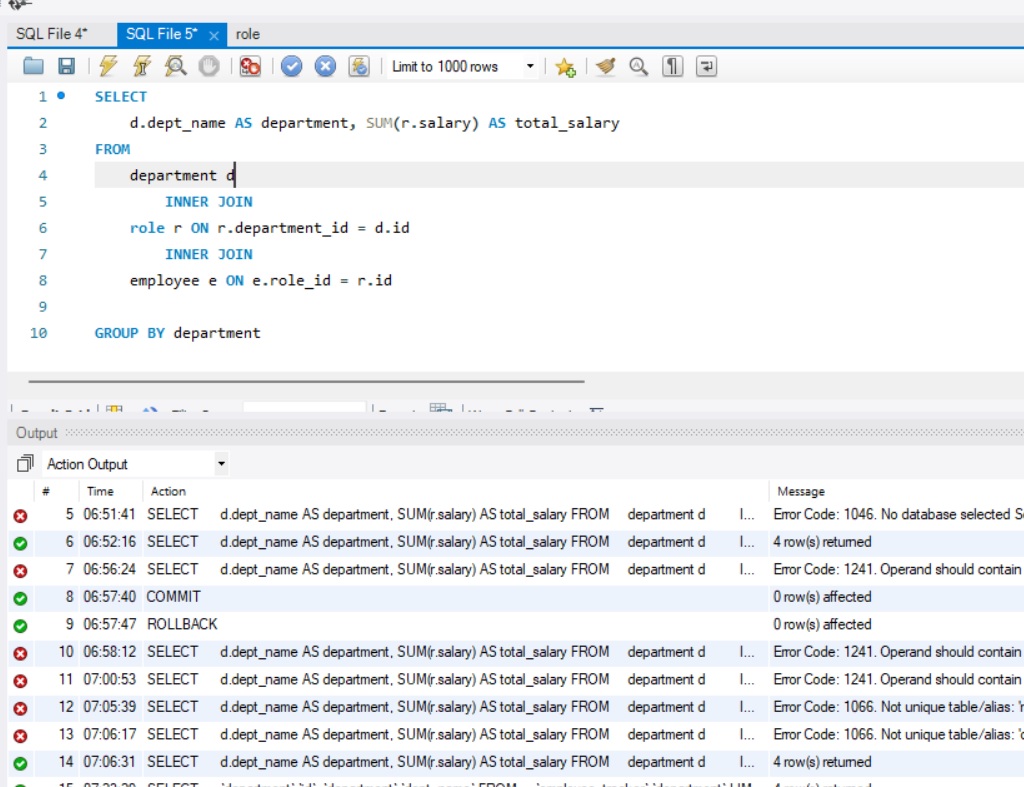 SQL File 4* SQL File 5* × role
Limit to 1000 rows
1 SELECT
2 d.dept_name AS department, SUM(r.salary) AS total_salary
3 FROM
4 department d
5 INNER JOIN
6 role r ON r.department_id = d.id
7 INNER JOIN
8 employee e ON e.role_id = r.id
9
10 GROUP BY department
Output
Action Output
# Time Action Message
5 06:51:41 SELECT d.dept_name AS department, SUM(r.salary) AS total_salary FROM department d I... Error Code: 1046. No database selected S
6 06:52:16 SELECT d.dept_name AS department, SUM(r.salary) AS total_salary FROM department d I... 4 row(s) returned
7 06:56:24 SELECT d.dept_name AS department, SUM(r.salary) AS total_salary FROM department d I... Error Code: 1241. Operand should contain
8 06:57:40 COMMIT 0 row(s) affected
9 06:57:47 ROLLBACK 0 row(s) affected
10 06:58:12 SELECT d.dept_name AS department, SUM(r.salary) AS total_salary FROM department d I... Error Code: 1241. Operand should contain
11 07:00:53 SELECT d.dept_name AS department, SUM(r.salary) AS total_salary FROM department d I... Error Code: 1241. Operand should contain
12 07:05:39 SELECT d.dept_name AS department, SUM(r.salary) AS total_salary FROM department d I... Error Code: 1066. Not unique table/alias: 'r
13 07:06:17 SELECT d.dept_name AS department, SUM(r.salary) AS total_salary FROM department d I... Error Code: 1066. Not unique table/alias: '
14 07:06:31 SELECT d.dept_name AS department, SUM(r.salary) AS total_salary FROM department d I... 4 row(s) returned